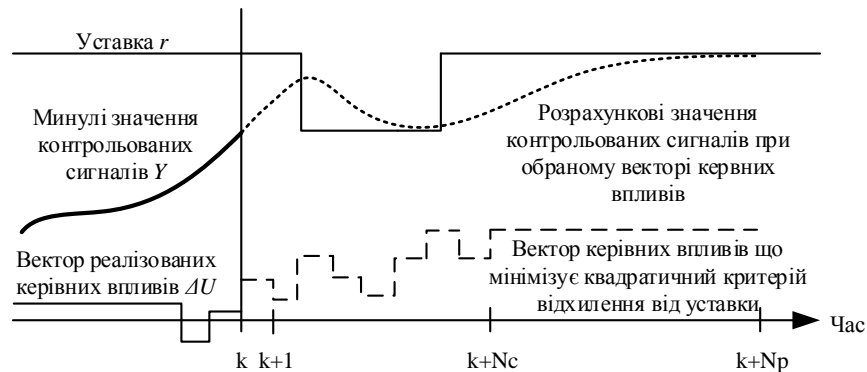 Уставка r
Минулі значення
контрольованих
сигналів Y
Розрахункові значення
контрольованих сигналів при
обраному векторі кервних
впливів
Вектор реалізованих
керівних впливів ΔU
Вектор керівних впливів що
мінімізує квадратичний критерій
відхилення від уставки
Час
k k+1 k+Nc k+Np